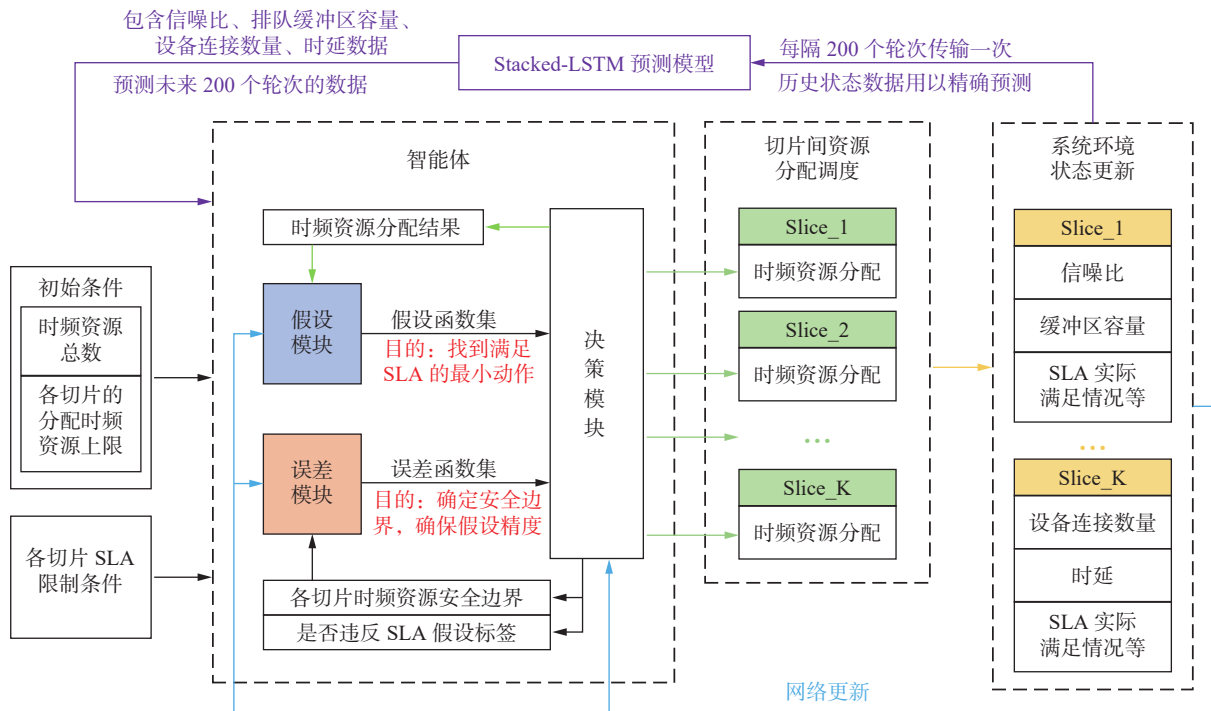 包含信噪比、排队缓冲区容量、
设备连接数量、时延数据
预测未来 200 个轮次的数据
Stacked-LSTM 预测模型
每隔 200 个轮次传输一次
历史状态数据用以精确预测
初始条件
时频资源
总数
各切片的
分配时频
资源上限
各切片 SLA
限制条件
智能体
时频资源分配结果
假设
模块
假设函数集
目的：找到满足
SLA 的最小动作
误差
模块
误差函数集
目的：确定安全边
界，确保假设精度
决
策
模
块
各切片时频资源安全边界
是否违反 SLA 假设标签
切片间资源
分配调度
Slice_1
时频资源分配
Slice_2
时频资源分配
…
Slice_K
时频资源分配
系统环境
状态更新
Slice_1
信噪比
缓冲区容量
SLA 实际
满足情况等
…
Slice_K
设备连接数量
时延
SLA 实际
满足情况等
网络更新